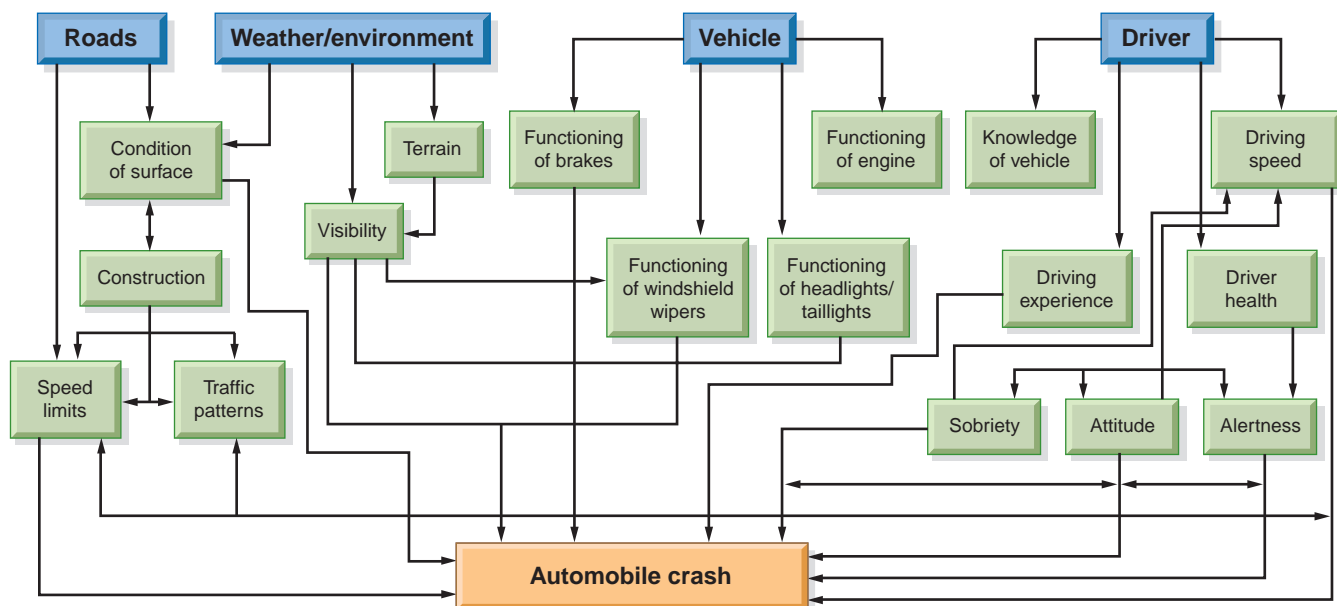 Roads
Weather/environment
Vehicle
Driver
Condition
of surface
Terrain
Functioning
of brakes
Functioning
of engine
Knowledge
of vehicle
Driving
speed
Visibility
Construction
Functioning
of windshield
wipers
Functioning
of headlights/
taillights
Driving
experience
Driver
health
Speed
limits
Traffic
patterns
Sobriety
Attitude
Alertness
Automobile crash